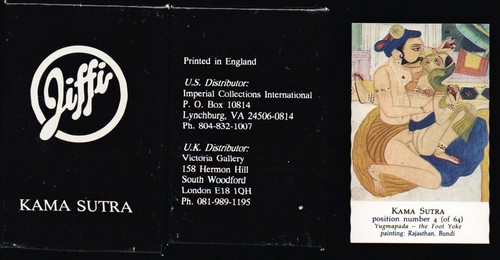 Jiffi
KAMA SUTRA
Printed in England
U.S. Distributor:
Imperial Collections International
P. O. Box 10814
Lynchburg, VA 24506-0814
Ph. 804-832-1007
U.K. Distributor:
Victoria Gallery
158 Hermon Hill
South Woodford
London E18 1QH
Ph. 081-989-1195
KAMA SUTRA
position number 4 (of 64)
Yugmapada – the Foot Yoke
painting: Rajasthan, Bundi